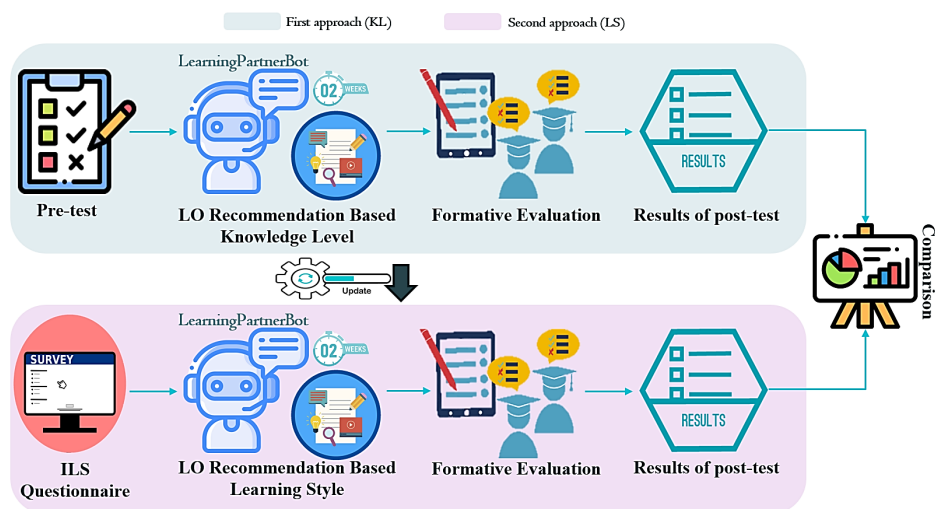 First approach (KL)
Second approach (LS)
LearningPartnerBot
02 WEEKS
Pre-test
LO Recommendation Based
Knowledge Level
Formative Evaluation
RESULTS
Results of post-test
Update
Comparison
SURVEY
ILS
Questionnaire
LearningPartnerBot
02 WEEKS
LO Recommendation Based
Learning Style
Formative Evaluation
RESULTS
Results of post-test